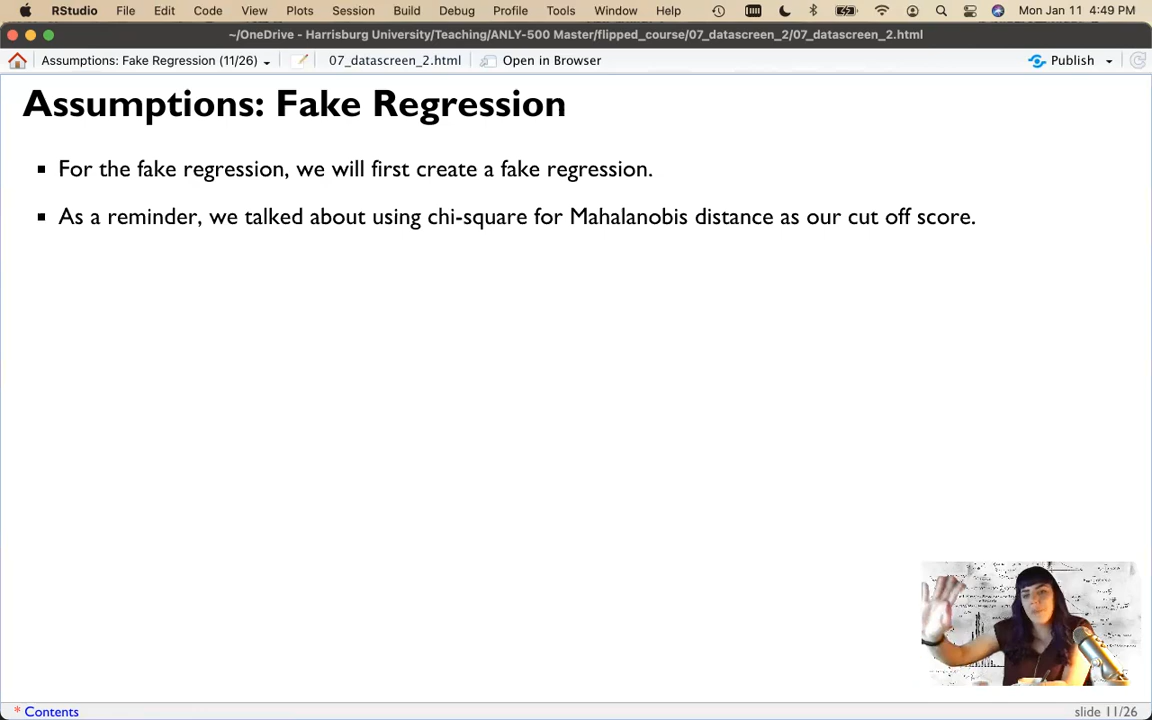 RStudio File Edit Code View Plots Session Build Debug Profile Tools Window Help Mon Jan 11 4:49 PM
~/OneDrive - Harrisburg University/Teaching/ANLY-500 Master/flipped_course/07_datascreen_2/07_datascreen_2.html
Assumptions: Fake Regression (11/26) 07_datascreen_2.html Open in Browser Publish
Assumptions: Fake Regression
For the fake regression, we will first create a fake regression.
As a reminder, we talked about using chi-square for Mahalanobis distance as our cut off score.
* Contents slide 11/26